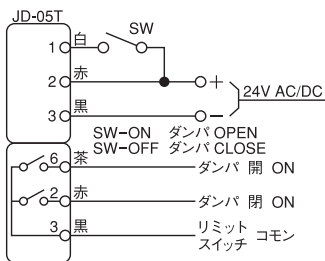 JD-05T
1 白 SW
2 赤 +
24V AC/DC
3 黒 −
SW-ON ダンパ OPEN
SW-OFF ダンパ CLOSE
6 茶 ダンパ 開 ON
2 赤 ダンパ 閉 ON
3 黒 リミットスイッチ コモン